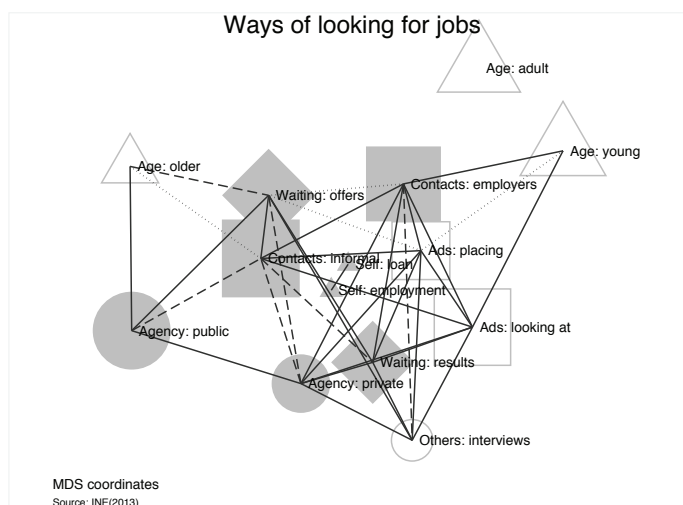 Ways of looking for jobs
Age: adult
Age: young
Age: older
Contacts: employers
Waiting: offers
Ads: placing
Contacts: informal
Self: loan
Self: employment
Ads: looking at
Agency: public
Waiting: results
Agency: private
Others: interviews
MDS coordinates
Source: INE(2013)